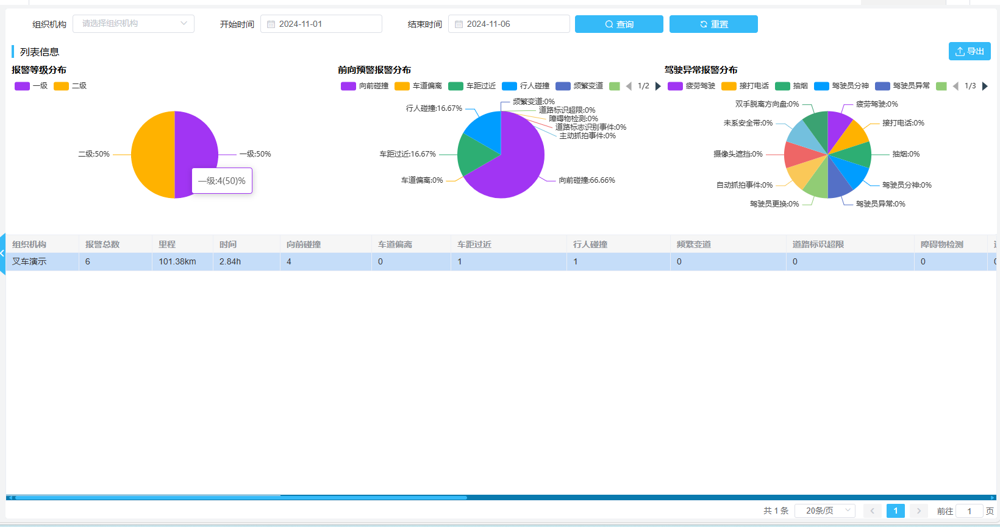 组织机构 请选择组织机构 开始时间 2024-11-01 结束时间 2024-11-06 查询 重置
列表信息 导出
报警等级分布 前向预警报警分布 驾驶异常报警分布
一级 二级 向前碰撞 车道偏离 车距过近 行人碰撞 频繁变道 1/2 疲劳驾驶 接打电话 抽烟 驾驶员分神 驾驶员异常 1/3
二级:50%
一级:50%
一级:4(50)%
频繁变道:0%
行人碰撞:16.67%
道路标识超限:0%
障碍物检测:0%
道路标志识别事件:0%
主动抓拍事件:0%
车距过近:16.67%
车道偏离:0%
向前碰撞:66.66%
双手脱离方向盘:0%
疲劳驾驶:0%
未系安全带:0%
接打电话:0%
摄像头遮挡:0%
抽烟:0%
自动抓拍事件:0%
驾驶员分神:0%
驾驶员更换:0%
驾驶员异常:0%
组织机构 报警总数 里程 时间 向前碰撞 车道偏离 车距过近 行人碰撞 频繁变道 道路标识超限 障碍物检测
叉车演示 6 101.38km 2.84h 4 0 1 1 0 0 0
共 1 条 20条/页 1 前往 1 页